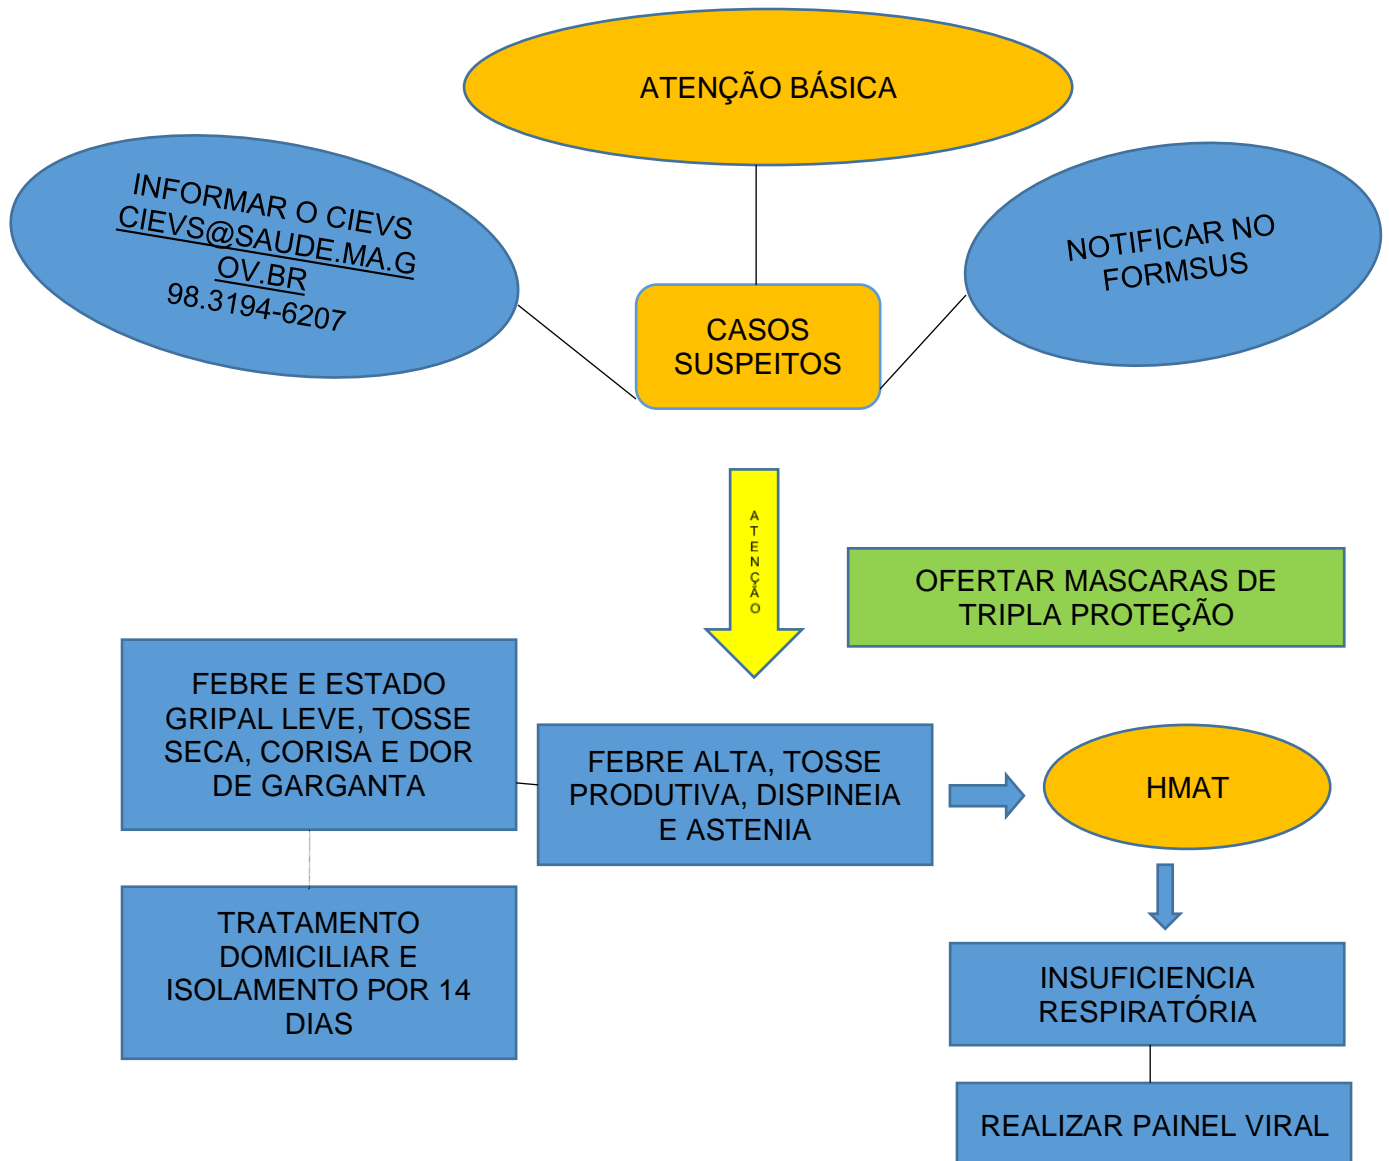 ATENÇÃO BÁSICA
INFORMAR O CIEVS
CIEVS@SAUDE.MA.G
OV.BR
98.3194-6207
NOTIFICAR NO
FORMSUS
CASOS
SUSPEITOS
A
T
E
N
Ç
Ã
O
OFERTAR MASCARAS DE
TRIPLA PROTEÇÃO
FEBRE E ESTADO
GRIPAL LEVE, TOSSE
SECA, CORISA E DOR
DE GARGANTA
FEBRE ALTA, TOSSE
PRODUTIVA, DISPINEIA
E ASTENIA
HMAT
TRATAMENTO
DOMICILIAR E
ISOLAMENTO POR 14
DIAS
INSUFICIENCIA
RESPIRATÓRIA
REALIZAR PAINEL VIRAL